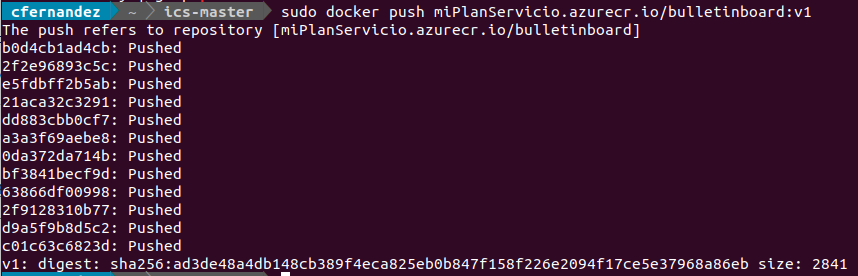 cfernandez ~ ics-master sudo docker push miPlanServicio.azurecr.io/bulletinboard:v1
The push refers to repository [miPlanServicio.azurecr.io/bulletinboard]
b0d4cb1ad4cb: Pushed
2f2e96893c5c: Pushed
e5fdbff2b5ab: Pushed
21aca32c3291: Pushed
dd883cbb0cf7: Pushed
a3a3f69aebe8: Pushed
0da372da714b: Pushed
bf3841becf9d: Pushed
63866df00998: Pushed
2f9128310b77: Pushed
d9a5f9b8d5c2: Pushed
c01c63c6823d: Pushed
v1: digest: sha256:ad3de48a4db148cb389f4eca825eb0b847f158f226e2094f17ce5e37968a86eb size: 2841